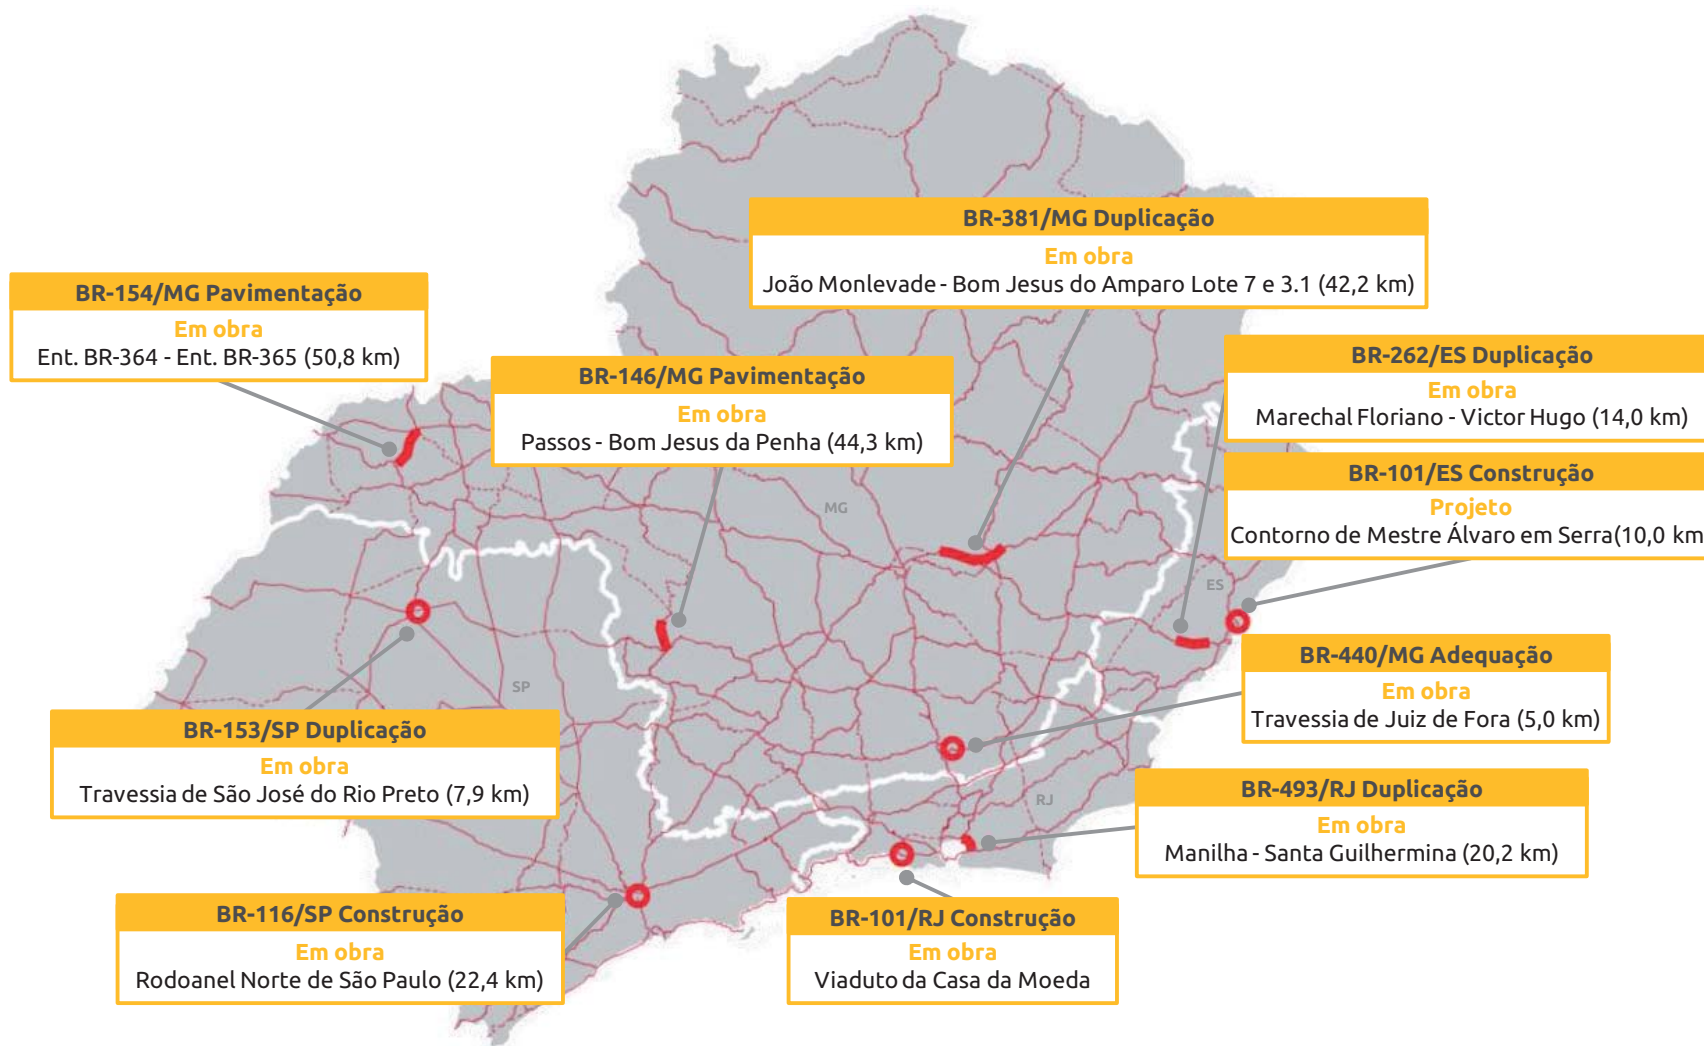 BR-381/MG Duplicação
Em obra
João Monlevade - Bom Jesus do Amparo Lote 7 e 3.1 (42,2 km)
BR-154/MG Pavimentação
Em obra
Ent. BR-364 - Ent. BR-365 (50,8 km)
BR-262/ES Duplicação
Em obra
Marechal Floriano - Victor Hugo (14,0 km)
BR-146/MG Pavimentação
Em obra
Passos - Bom Jesus da Penha (44,3 km)
BR-101/ES Construção
Projeto
Contorno de Mestre Álvaro em Serra(10,0 km
MG
ES
SP
RJ
BR-440/MG Adequação
Em obra
Travessia de Juiz de Fora (5,0 km)
BR-153/SP Duplicação
Em obra
Travessia de São José do Rio Preto (7,9 km)
BR-493/RJ Duplicação
Em obra
Manilha - Santa Guilhermina (20,2 km)
BR-116/SP Construção
Em obra
Rodoanel Norte de São Paulo (22,4 km)
BR-101/RJ Construção
Em obra
Viaduto da Casa da Moeda